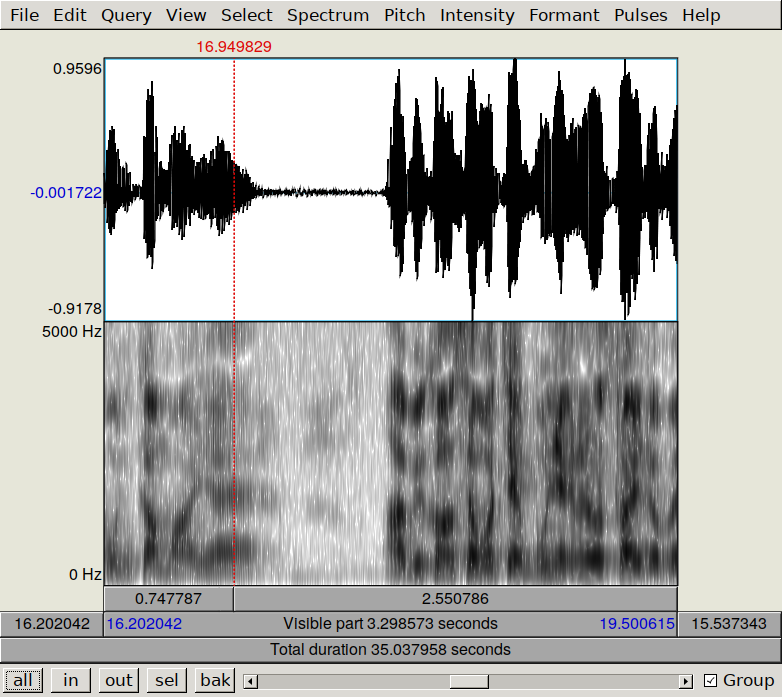 File Edit Query View Select Spectrum Pitch Intensity Formant Pulses Help
16.949829
0.9596
-0.001722
-0.9178
5000 Hz
0 Hz
0.747787 2.550786
16.202042 16.202042 Visible part 3.298573 seconds 19.500615 15.537343
Total duration 35.037958 seconds
all in out sel bak Group